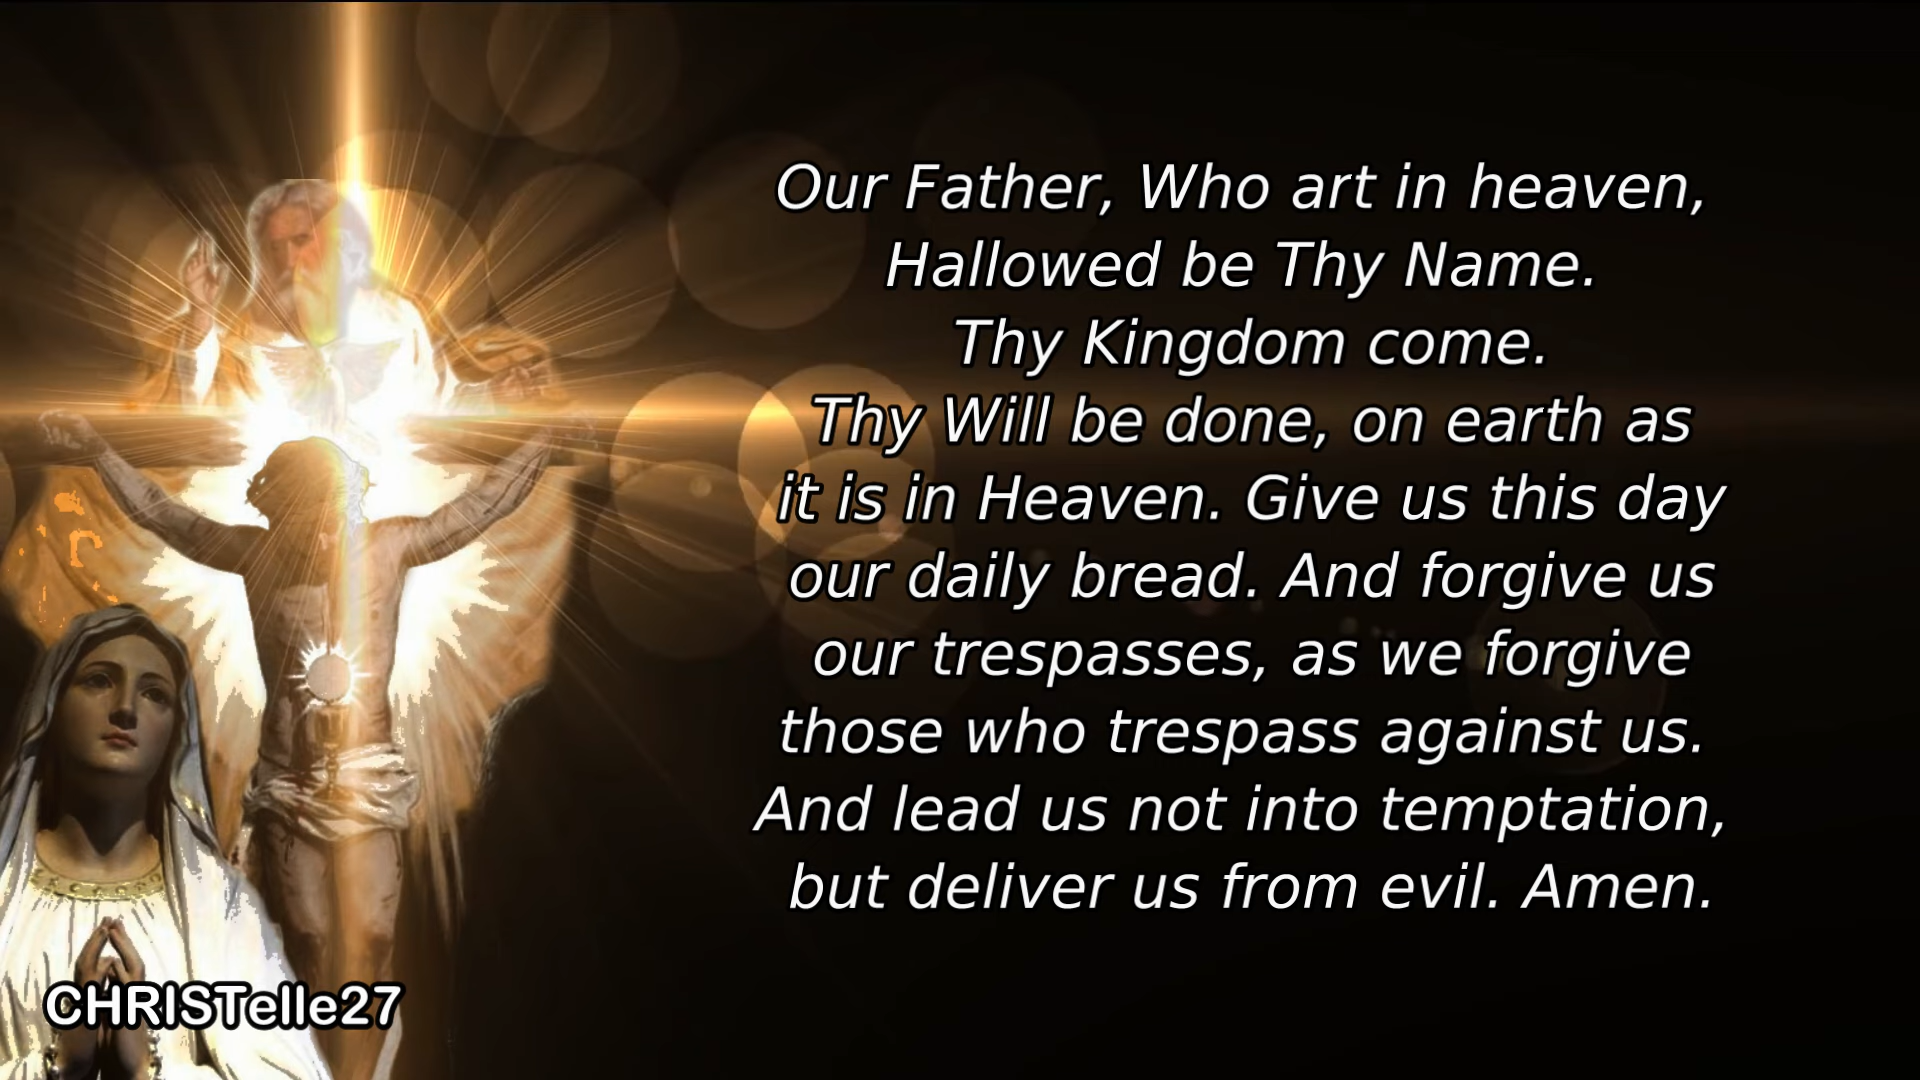 Our Father, Who art in heaven,
Hallowed be Thy Name.
Thy Kingdom come.
Thy Will be done, on earth as
it is in Heaven. Give us this day
our daily bread. And forgive us
our trespasses, as we forgive
those who trespass against us.
And lead us not into temptation,
but deliver us from evil. Amen.
CHRISTelle27